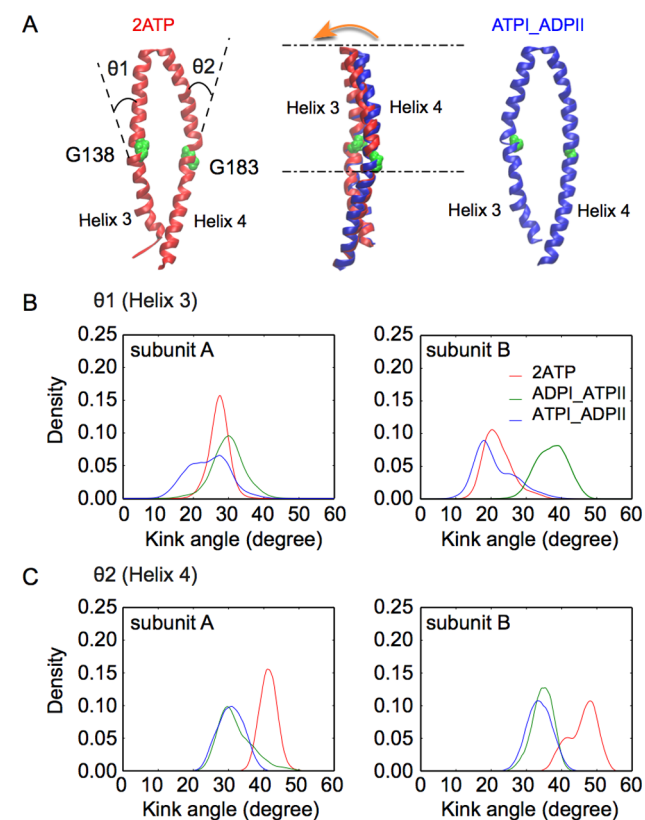 A
2ATP
ATPI_ADPII
θ1
θ2
Helix 3
Helix 4
G138
G183
Helix 3
Helix 4
Helix 3
Helix 4
B
θ1 (Helix 3)
subunit A
0.25
0.20
0.15
0.10
0.05
0.00
Density
0 10 20 30 40 50 60
Kink angle (degree)
subunit B
2ATP
ADPI_ATPII
ATPI_ADPII
0.25
0.20
0.15
0.10
0.05
0.00
0 10 20 30 40 50 60
Kink angle (degree)
C
θ2 (Helix 4)
subunit A
0.25
0.20
0.15
0.10
0.05
0.00
Density
0 10 20 30 40 50 60
Kink angle (degree)
subunit B
0.25
0.20
0.15
0.10
0.05
0.00
0 10 20 30 40 50 60
Kink angle (degree)